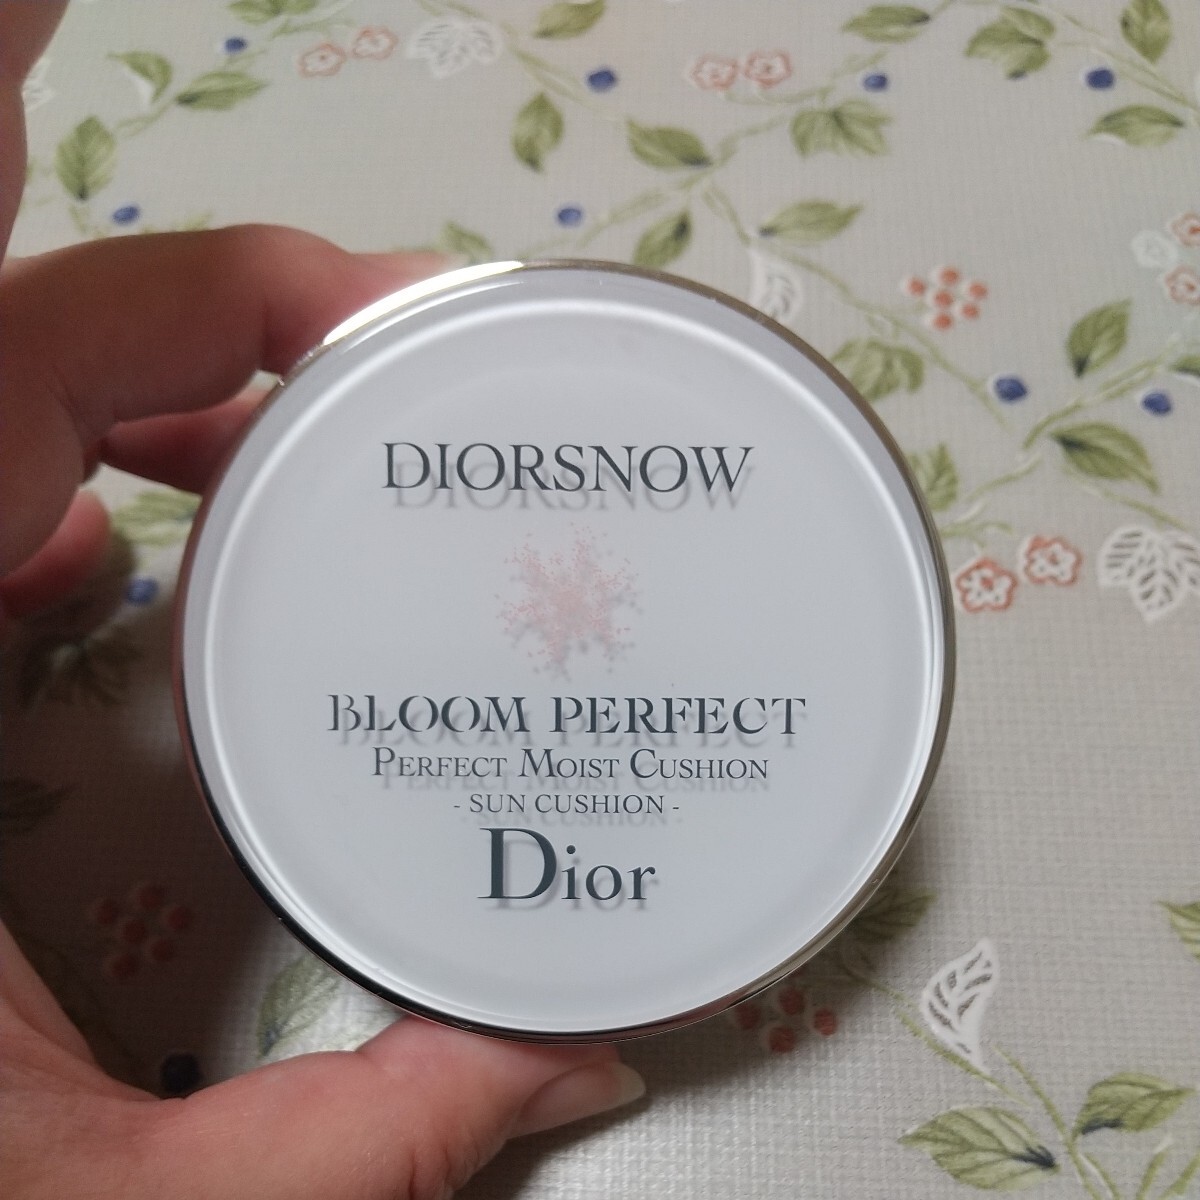 DIORSNOW
BLOOM PERFECT
PERFECT MOIST CUSHION
- SUN CUSHION -
Dior